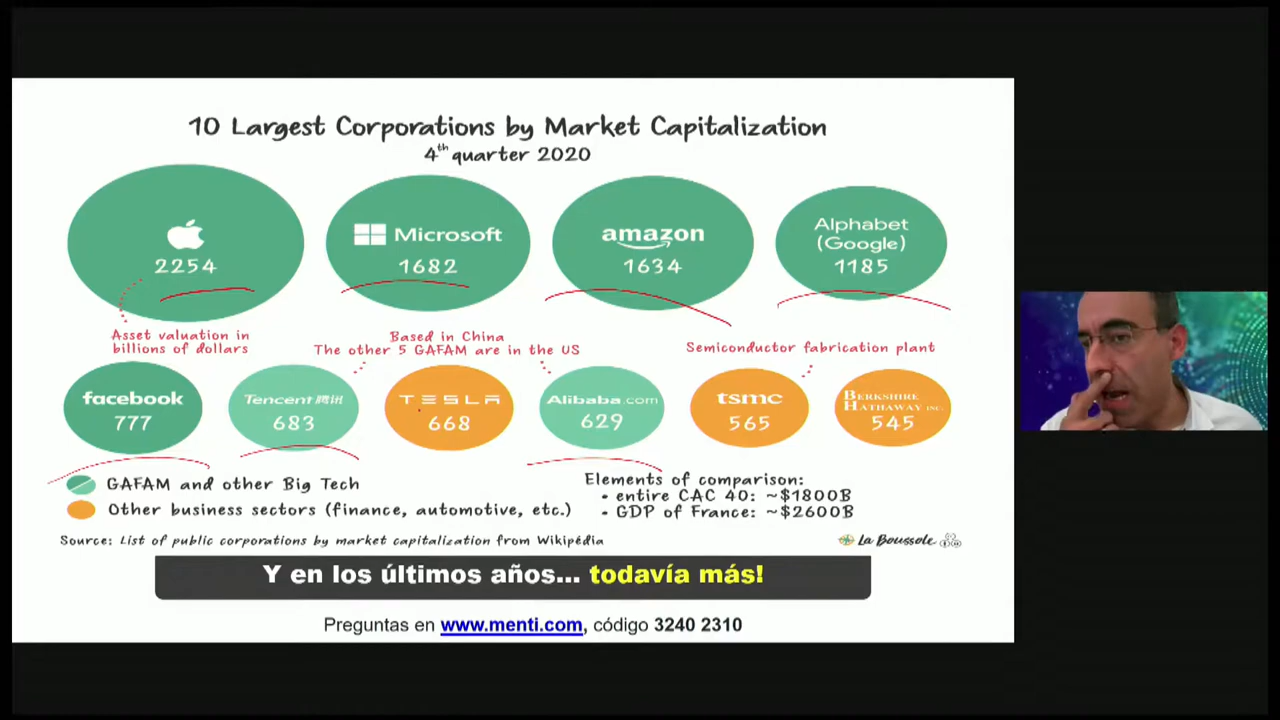 10 Largest Corporations by Market Capitalization
4th quarter 2020
Microsoft
amazon
Alphabet
(Google)
2254
1682
1634
1185
Asset valuation in
billions of dollars
Based in China
The other 5 GAFAM are in the US
Semiconductor fabrication plant
facebook
777
Tencent 腾讯
683
TESLA
668
Alibaba.com
629
tsmc
565
BERKSHIRE
HATHAWAY INC.
545
GAFAM and other Big Tech
Other business sectors (finance, automotive, etc.)
Elements of comparison:
• entire CAC 40: ~$1800B
• GDP of France: ~$2600B
Source: List of public corporations by market capitalization from Wikipédia
La Boussole
Y en los últimos años... todavía más!
Preguntas en www.menti.com, código 3240 2310